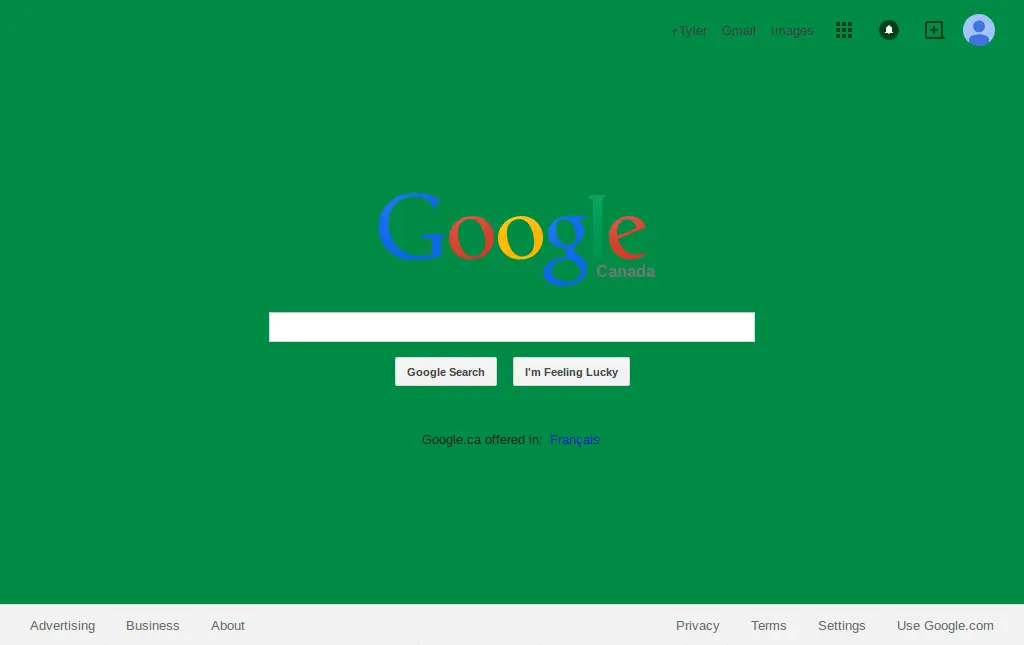 +Tyler Gmail Images
Google
Canada
Google Search I'm Feeling Lucky
Google.ca offered in: Français
Advertising Business About Privacy Terms Settings Use Google.com